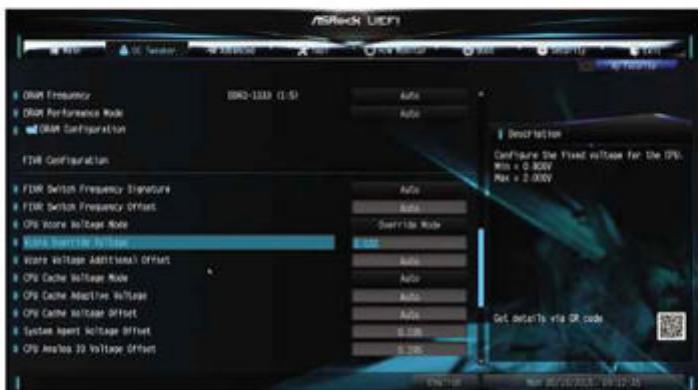 ASRock UEFI
OC Tweaker
Tool
H/W Monitor
Boot
Security
Exit
My Favorite
DRAM Frequency DDR3-1333 (1:5) Auto
DRAM Performance Mode Auto
DRAM Configuration
FIVR Configuration
FIVR Switch Frequency Signature Auto
FIVR Switch Frequency Offset Auto
CPU Vcore Voltage Mode Override Mode
Vcore Override Voltage
Vcore Voltage Additional Offset Auto
CPU Cache Voltage Mode Auto
CPU Cache Adaptive Voltage Auto
CPU Cache Voltage Offset Auto
System Agent Voltage Offset
CPU Analog IO Voltage Offset
Description
Configure the fixed voltage for the CPU.
Min = 0.800V
Max = 2.000V
Get details via QR code
English